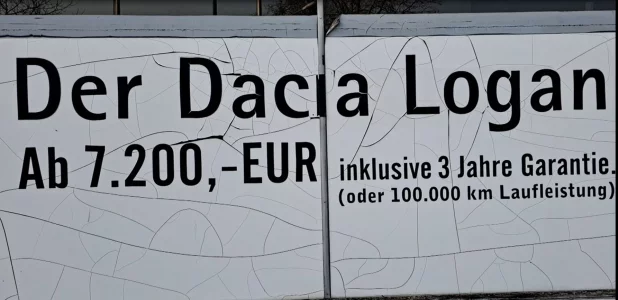 Der Dacia Logan
Ab 7.200,-EUR inklusive 3 Jahre Garantie.
(oder 100.000 km Laufleistung)